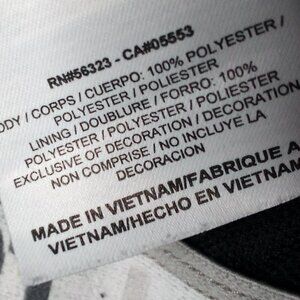 RN#56323 - CA#05553
ODY / CORPS / CUERPO: 100% POLYESTER /
POLYESTER / POLIESTER
LINING / DOUBLURE / FORRO: 100%
POLYESTER / POLYESTER / POLIESTER
EXCLUSIVE OF DECORATION / DECORATION
NON COMPRISE / NO INCLUYE LA
DECORACION
MADE IN VIETNAM/FABRIQUE A
VIETNAM/HECHO EN VIETNAM